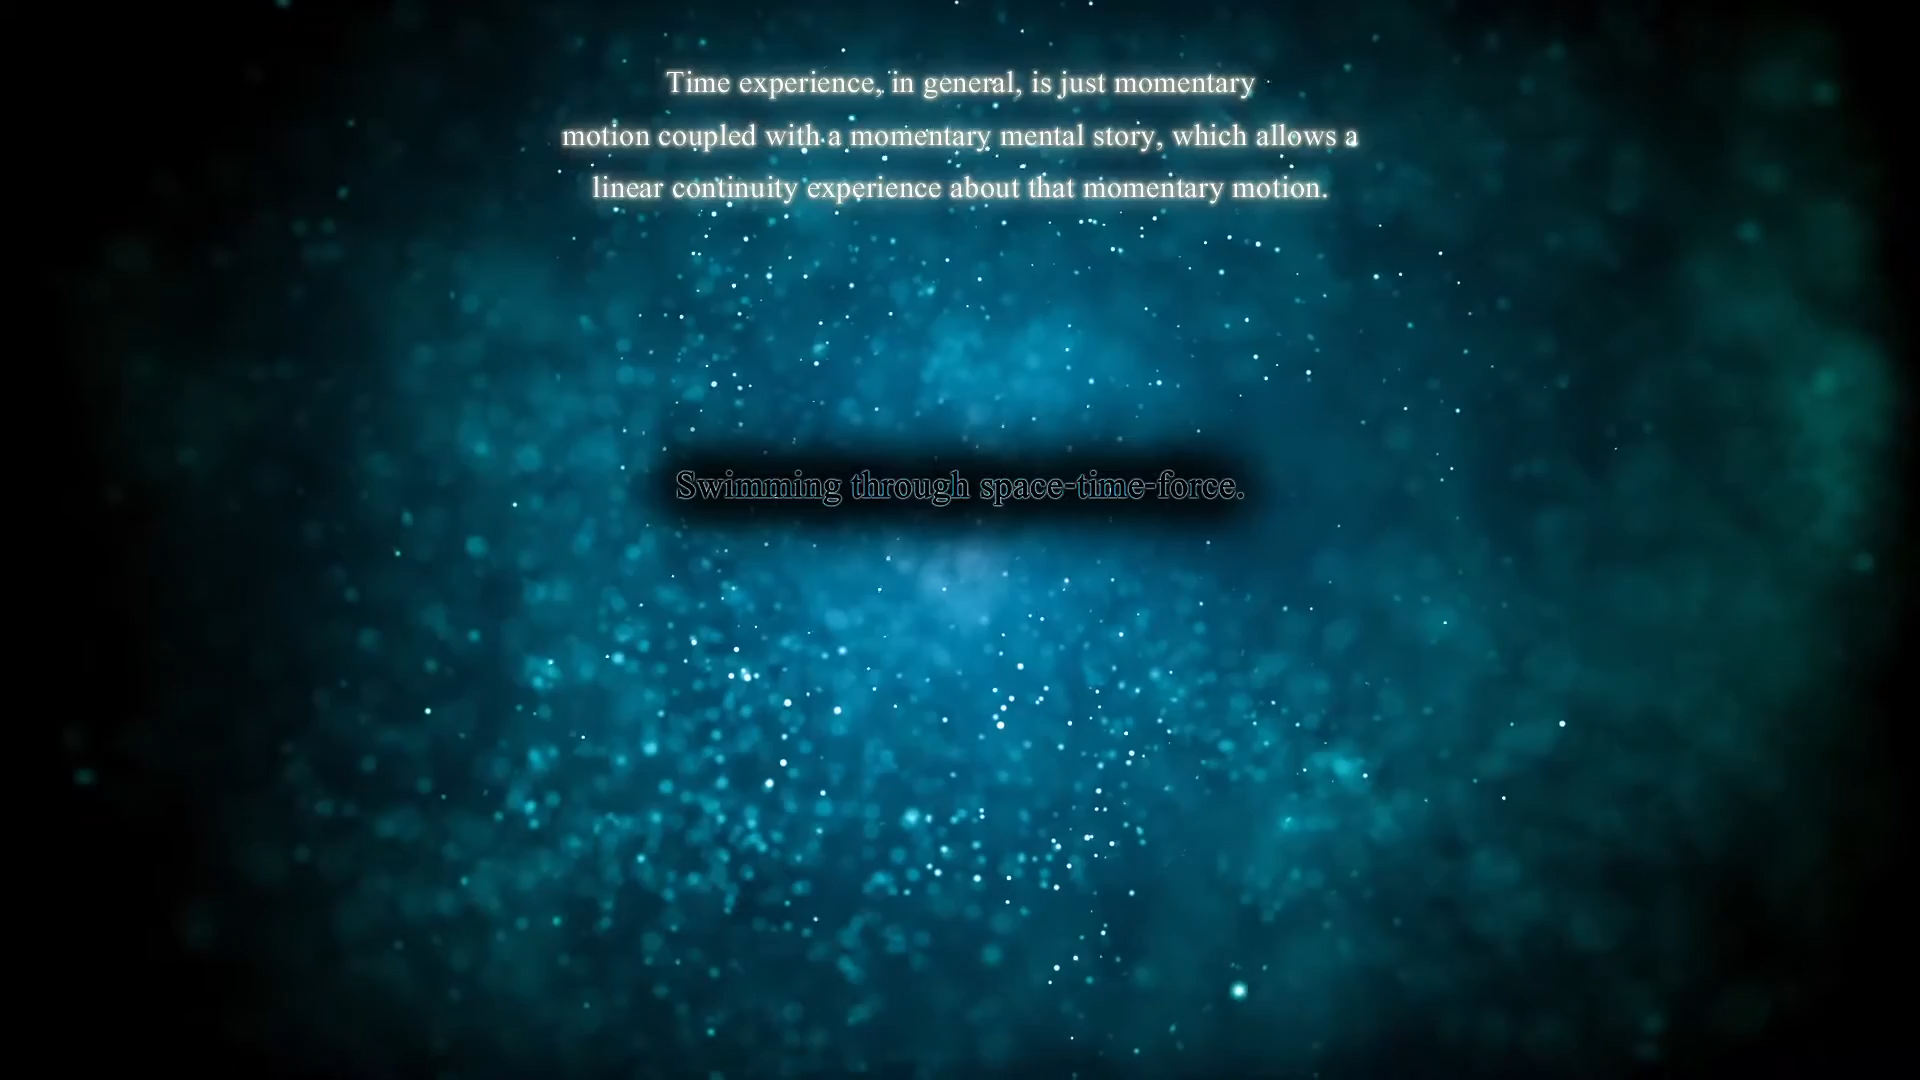 Time experience, in general, is just momentary
motion coupled with a momentary mental story, which allows a
linear continuity experience about that momentary motion.
Swimming through space-time-force.